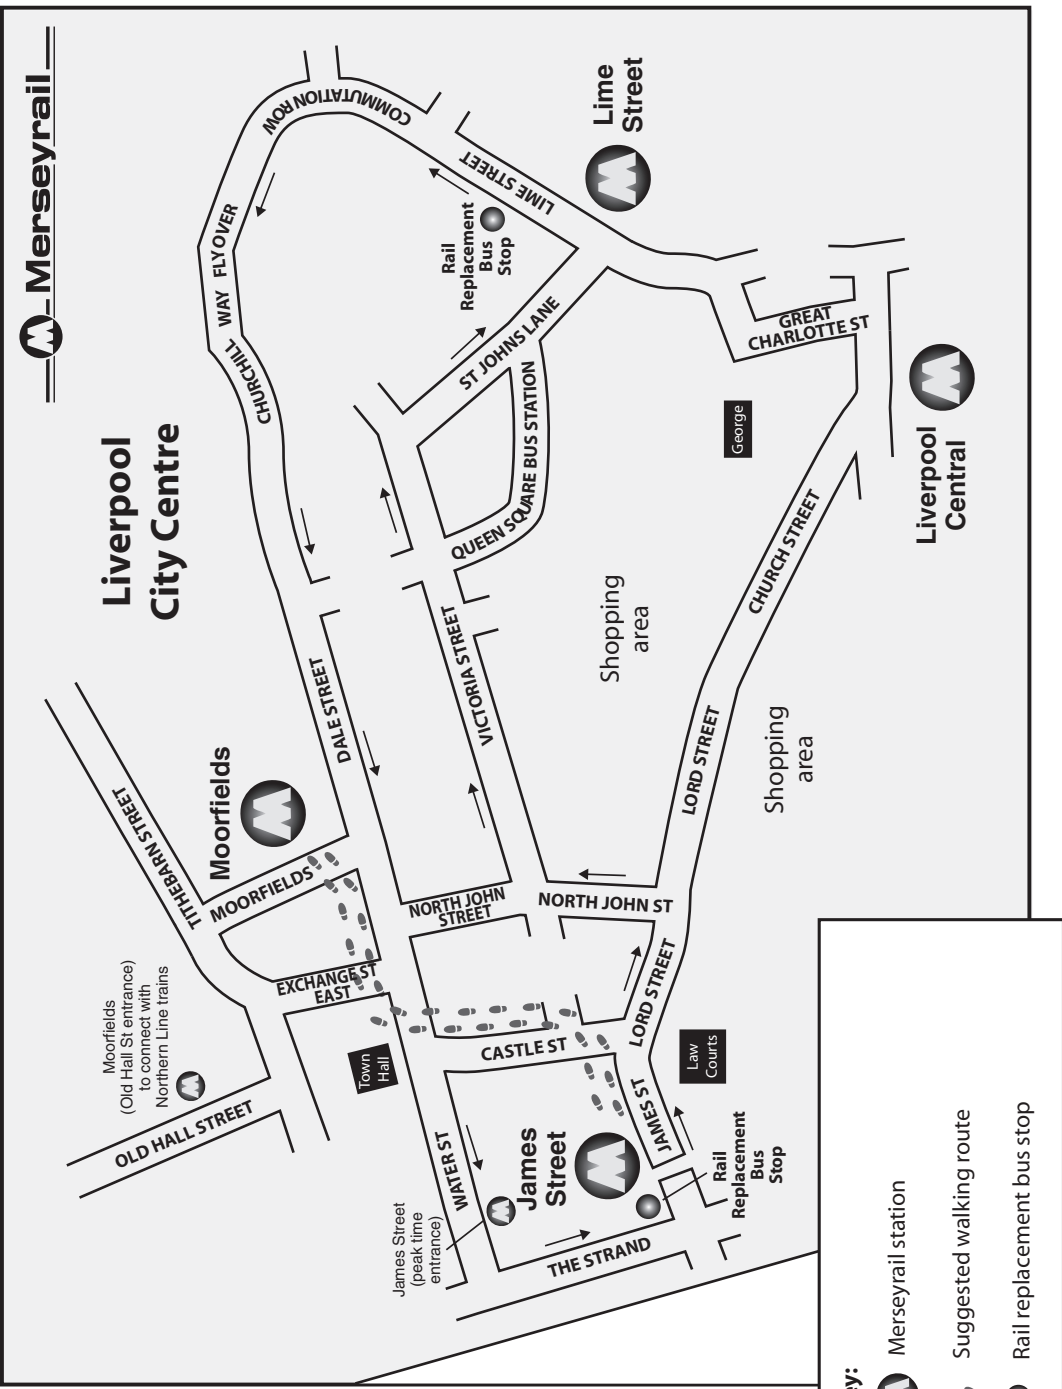 Merseyrail
Liverpool
City Centre
COMMUTATION ROW
CHURCHILL WAY FLYOVER
LIME STREET
Lime
Street
Rail
Replacement
Bus
Stop
ST JOHNS LANE
QUEEN SQUARE BUS STATION
GREAT
CHARLOTTE ST
George
Liverpool
Central
CHURCH STREET
Shopping
area
Shopping
area
LORD STREET
VICTORIA STREET
DALE STREET
Moorfields
TITHEBARN STREET
MOORFIELDS
NORTH JOHN
STREET
NORTH JOHN ST
EXCHANGE ST
EAST
Moorfields
(Old Hall St entrance)
to connect with
Northern Line trains
OLD HALL STREET
Town
Hall
CASTLE ST
LORD STREET
Law
Courts
JAMES ST
WATER ST
James
Street
James Street
(peak time
entrance)
THE STRAND
Rail
Replacement
Bus
Stop
ey:
Merseyrail station
Suggested walking route
Rail replacement bus stop